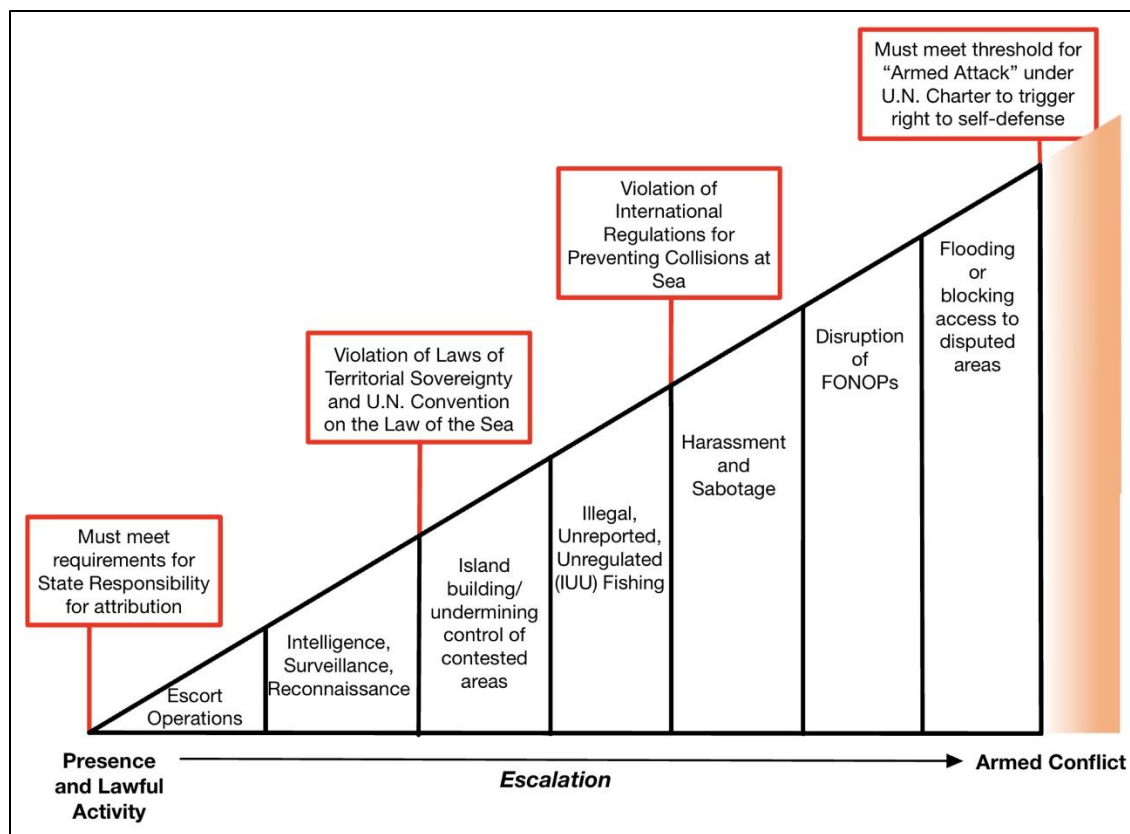 Must meet threshold for
“Armed Attack” under
U.N. Charter to trigger
right to self-defense
Violation of
International
Regulations for
Preventing Collisions at
Sea
Violation of Laws of
Territorial Sovereignty
and U.N. Convention
on the Law of the Sea
Must meet
requirements for
State Responsibility
for attribution
Escort
Operations
Intelligence,
Surveillance,
Reconnaissance
Island
building/
undermining
control of
contested
areas
Illegal,
Unreported,
Unregulated
(IUU) Fishing
Harassment
and
Sabotage
Disruption
of
FONOPs
Flooding
or
blocking
access to
disputed
areas
Presence
and Lawful
Activity
Escalation
Armed Conflict